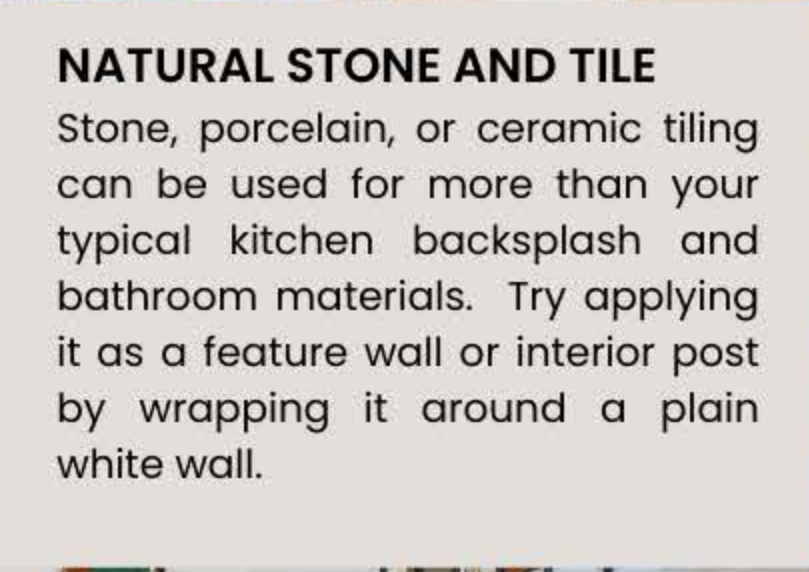 NATURAL STONE AND TILE
Stone, porcelain, or ceramic tiling
can be used for more than your
typical kitchen backsplash and
bathroom materials.  Try applying
it as a feature wall or interior post
by wrapping it around a plain
white wall.